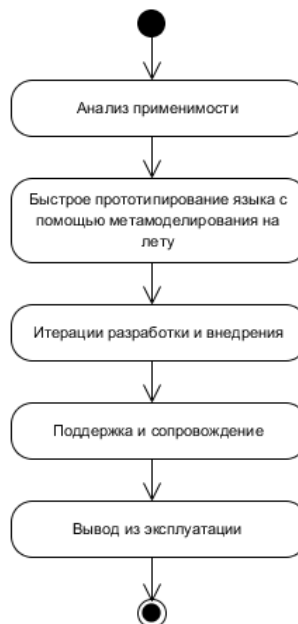 Анализ применимости
Быстрое прототипирование языка с
помощью метамоделирования на
лету
Итерации разработки и внедрения
Поддержка и сопровождение
Вывод из эксплуатации